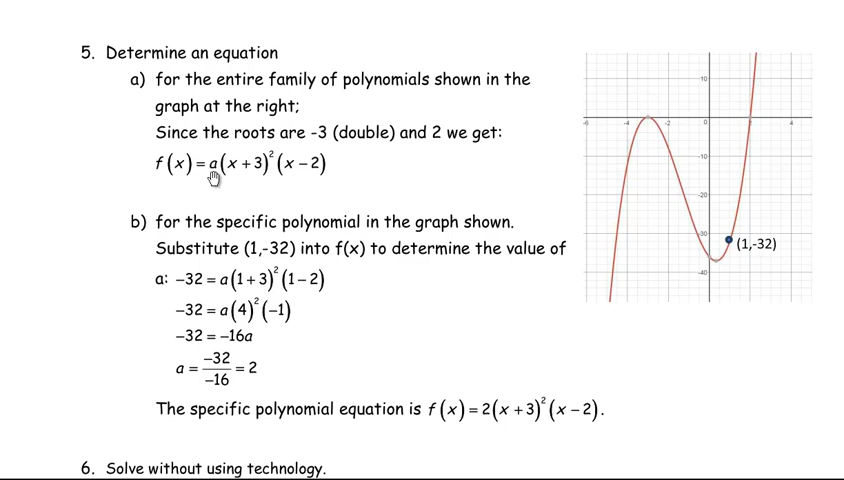 5. Determine an equation
a) for the entire family of polynomials shown in the
graph at the right;
Since the roots are -3 (double) and 2 we get:
f(x) = a(x + 3)²(x − 2)
b) for the specific polynomial in the graph shown.
Substitute (1,-32) into f(x) to determine the value of
a: −32 = a(1 + 3)²(1 − 2)
−32 = a(4)²(−1)
−32 = −16a
a = −32/−16 = 2
The specific polynomial equation is f(x) = 2(x + 3)²(x − 2).
6. Solve without using technology.
10
-6 -4 -2 0 2 4
-10
-20
-30
(1,-32)
-40